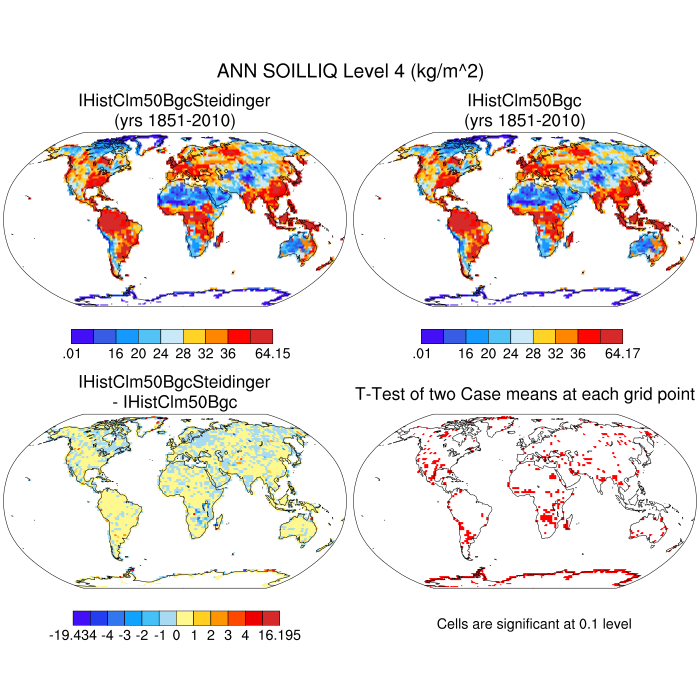 ANN SOILLIQ Level 4 (kg/m^2)
IHistClm50BgcSteidinger
(yrs 1851-2010)
IHistClm50Bgc
(yrs 1851-2010)
.01 16 20 24 28 32 36 64.15
.01 16 20 24 28 32 36 64.17
IHistClm50BgcSteidinger
- IHistClm50Bgc
T-Test of two Case means at each grid point
-19.434 -4 -3 -2 -1 0 1 2 3 4 16.195
Cells are significant at 0.1 level